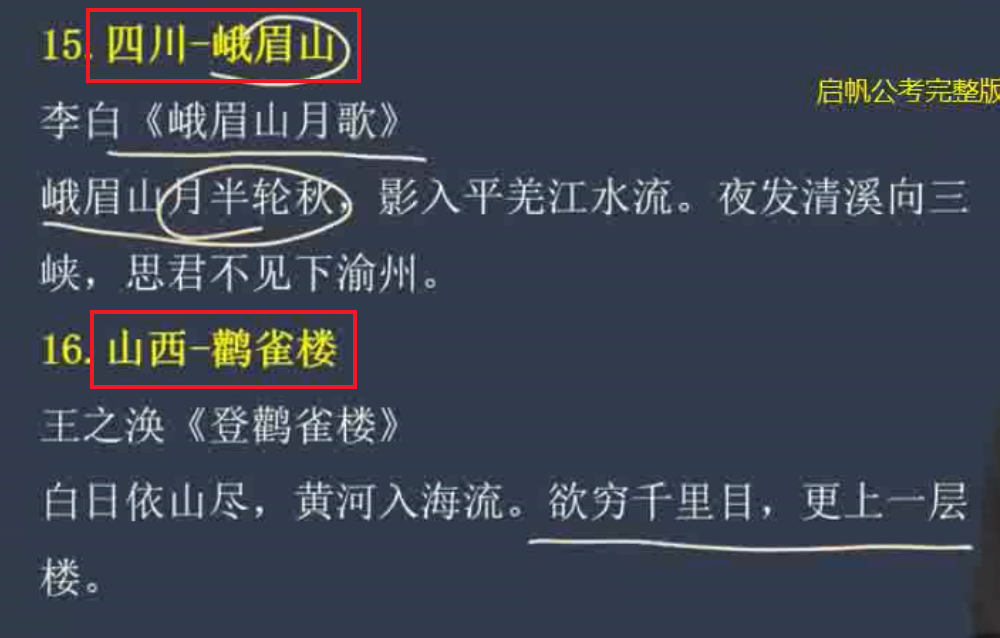 15.四川-峨眉山
启帆公考完整版
李白《峨眉山月歌》
峨眉山月半轮秋，影入平羌江水流。夜发清溪向三
峡，思君不见下渝州。
16.山西-鹳雀楼
王之涣《登鹳雀楼》
白日依山尽，黄河入海流。欲穷千里目，更上一层
楼。